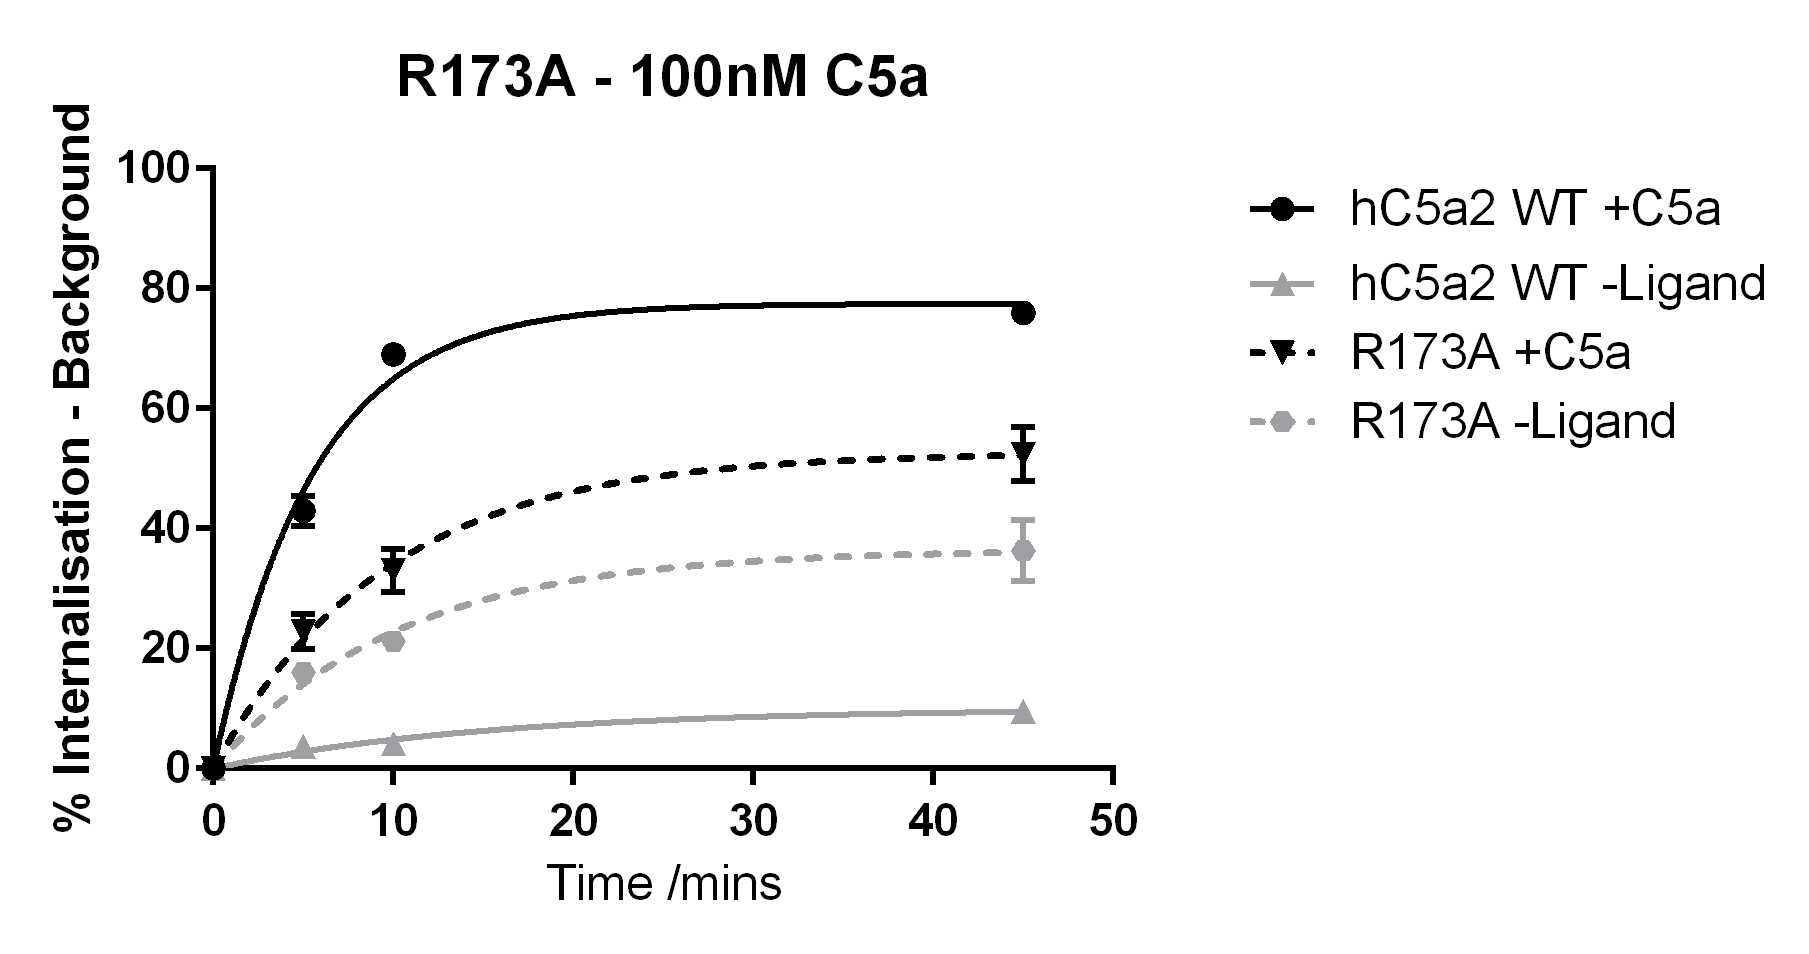 R173A - 100nM C5a
% Internalisation - Background
100
80
60
40
20
0
0 10 20 30 40 50
Time /mins
hC5a2 WT +C5a
hC5a2 WT -Ligand
R173A +C5a
R173A -Ligand